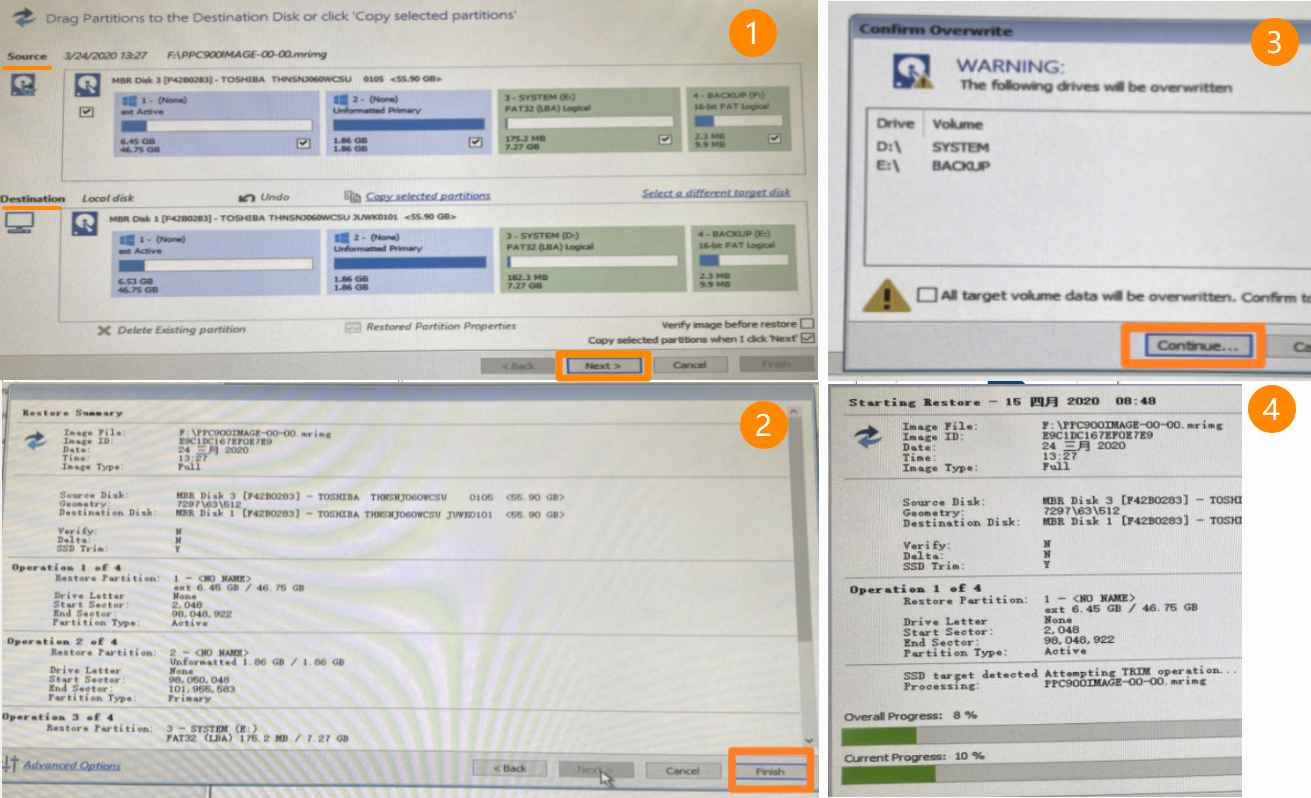 Drag Partitions to the Destination Disk or click 'Copy selected partitions'
1
Source 3/24/2020 13:27 F:\PPC900IMAGE-00-00.mrimg
MBR Disk 3 [F42B0283] - TOSHIBA THNSNJ060WCSU 0105 <55.90 GB>
1 - (None)
ext Active
6.45 GB
46.75 GB
2 - (None)
Unformatted Primary
1.86 GB
1.86 GB
3 - SYSTEM (E:)
FAT32 (LBA) Logical
175.2 MB
7.27 GB
4 - BACKUP (F:)
16-bit FAT Logical
2.3 MB
9.9 MB
Destination Local disk Undo Copy selected partitions Select a different target disk
MBR Disk 1 [F42B0283] - TOSHIBA THNSNJ060WCSU JUWK0101 <55.90 GB>
1 - (None)
ext Active
6.53 GB
46.75 GB
2 - (None)
Unformatted Primary
1.86 GB
1.86 GB
3 - SYSTEM (D:)
FAT32 (LBA) Logical
182.3 MB
7.27 GB
4 - BACKUP (E:)
16-bit FAT Logical
2.3 MB
9.9 MB
Delete Existing partition Restored Partition Properties Verify image before restore
Copy selected partitions when I click 'Next'
< Back Next > Cancel Finish
2
Restore Summary
Image File: F:\PPC900IMAGE-00-00.mrimg
Image ID: E9C1DC167EF0E7E9
Date: 24 三月 2020
Time: 13:27
Image Type: Full
Source Disk: MBR Disk 3 [F42B0283] - TOSHIBA THNSNJ060WCSU 0105 <55.90 GB>
Geometry: 7297\63\512
Destination Disk: MBR Disk 1 [F42B0283] - TOSHIBA THNSNJ060WCSU JUWK0101 <55.90 GB>
Verify: N
Delta: N
SSD Trim: Y
Operation 1 of 4
Restore Partition: 1 - <NO NAME>
ext 6.45 GB / 46.75 GB
Drive Letter None
Start Sector: 2,048
End Sector: 98,048,922
Partition Type: Active
Operation 2 of 4
Restore Partition: 2 - <NO NAME>
Unformatted 1.86 GB / 1.86 GB
Drive Letter None
Start Sector: 98,050,048
End Sector: 101,955,583
Partition Type: Primary
Operation 3 of 4
Restore Partition: 3 - SYSTEM (E:)
FAT32 (LBA) 175.2 MB / 7.27 GB
Advanced Options < Back Next > Cancel Finish
3
Confirm Overwrite
WARNING:
The following drives will be overwritten
Drive Volume
D:\ SYSTEM
E:\ BACKUP
All target volume data will be overwritten. Confirm to
Continue... Ca
4
Starting Restore - 15 四月 2020 08:48
Image File: F:\PPC900IMAGE-00-00.mrimg
Image ID: E9C1DC167EF0E7E9
Date: 24 三月 2020
Time: 13:27
Image Type: Full
Source Disk: MBR Disk 3 [F42B0283] - TOSHI
Geometry: 7297\63\512
Destination Disk: MBR Disk 1 [F42B0283] - TOSHI
Verify: N
Delta: N
SSD Trim: Y
Operation 1 of 4
Restore Partition: 1 - <NO NAME>
ext 6.45 GB / 46.75 GB
Drive Letter None
Start Sector: 2,048
End Sector: 98,048,922
Partition Type: Active
SSD target detected Attempting TRIM operation...
Processing: PPC900IMAGE-00-00.mrimg
Overall Progress: 8 %
Current Progress: 10 %